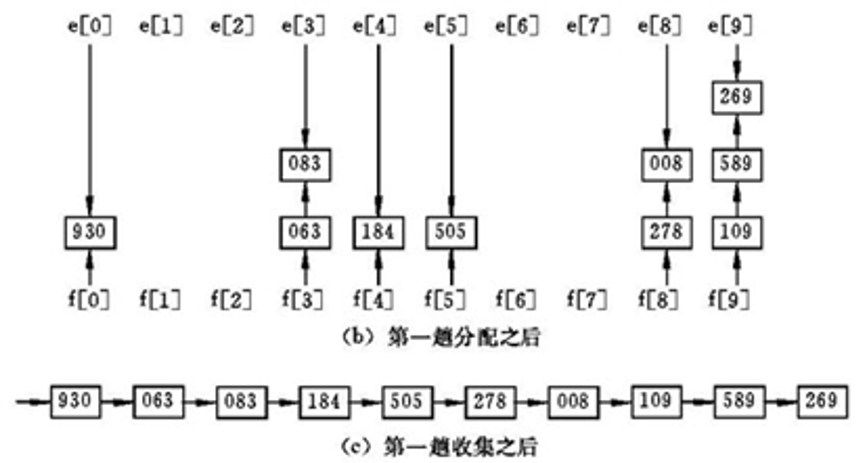 e[0] e[1] e[2] e[3] e[4] e[5] e[6] e[7] e[8] e[9]
269
083 008 589
930 063 184 505 278 109
f[0] f[1] f[2] f[3] f[4] f[5] f[6] f[7] f[8] f[9]
(b) 第一趟分配之后
930 063 083 184 505 278 008 109 589 269
(c) 第一趟收集之后